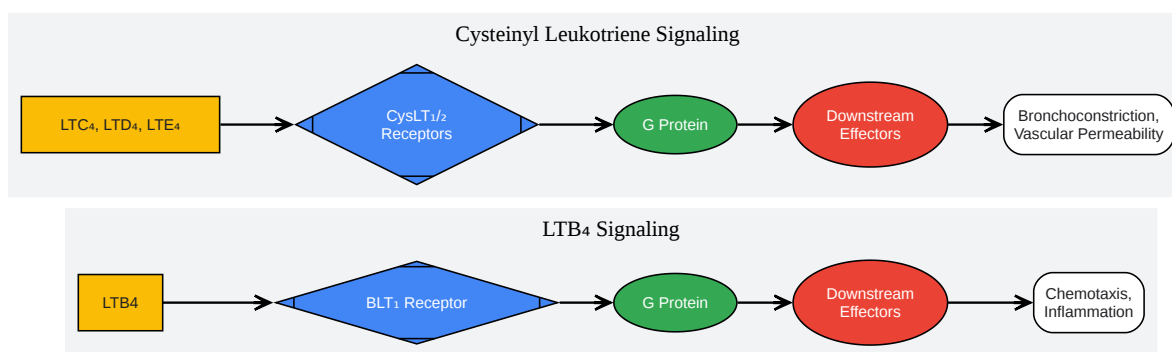 Cysteinyl Leukotriene Signaling
LTC₄, LTD₄, LTE₄
CysLT₁/₂
Receptors
G Protein
Downstream
Effectors
Bronchoconstriction,
Vascular Permeability
LTB₄ Signaling
LTB4
BLT₁ Receptor
G Protein
Downstream
Effectors
Chemotaxis,
Inflammation